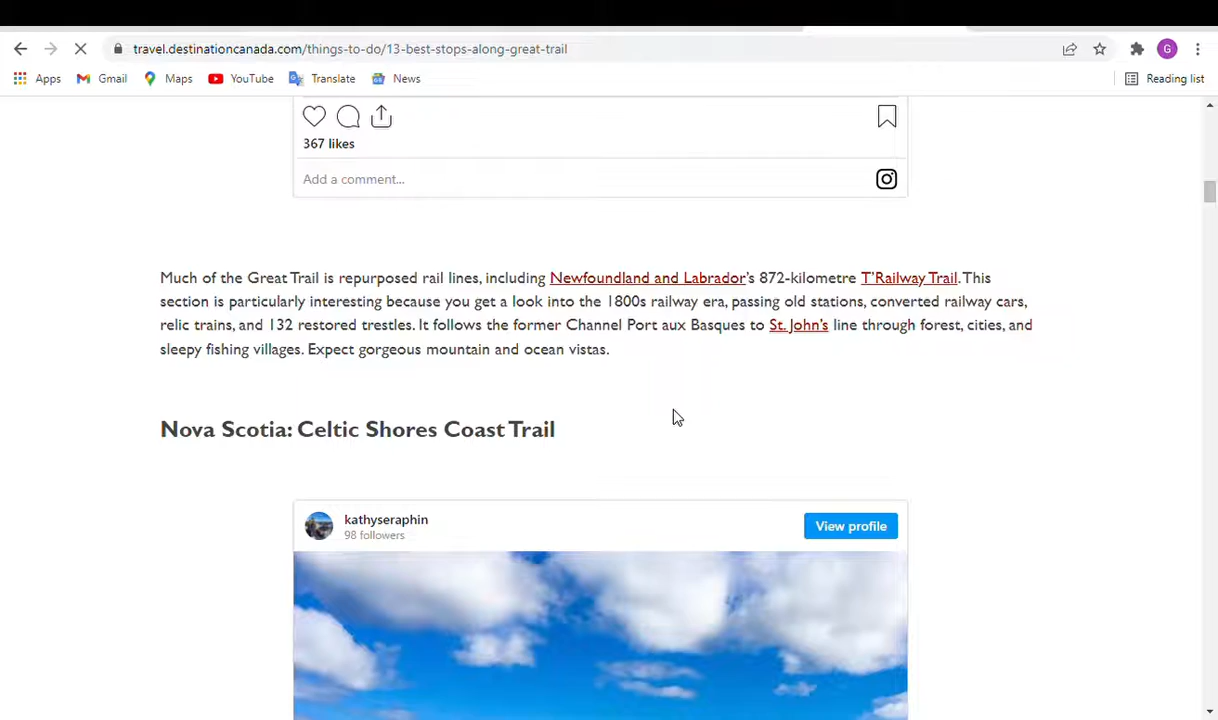 travel.destinationcanada.com/things-to-do/13-best-stops-along-great-trail
G
Apps Gmail Maps YouTube Translate News Reading list
367 likes
Add a comment...
Much of the Great Trail is repurposed rail lines, including Newfoundland and Labrador's 872-kilometre T'Railway Trail. This
section is particularly interesting because you get a look into the 1800s railway era, passing old stations, converted railway cars,
relic trains, and 132 restored trestles. It follows the former Channel Port aux Basques to St. John's line through forest, cities, and
sleepy fishing villages. Expect gorgeous mountain and ocean vistas.
Nova Scotia: Celtic Shores Coast Trail
kathyseraphin
98 followers
View profile